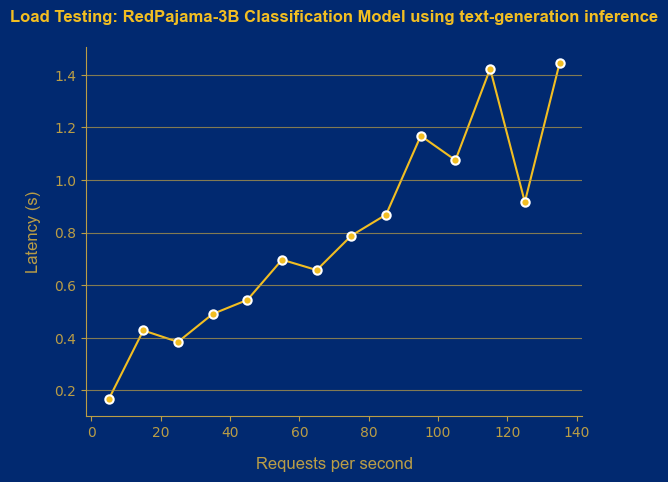 Load Testing: RedPajama-3B Classification Model using text-generation inference
1.4
1.2
1.0
0.8
0.6
0.4
0.2
Latency (s)
0 20 40 60 80 100 120 140
Requests per second